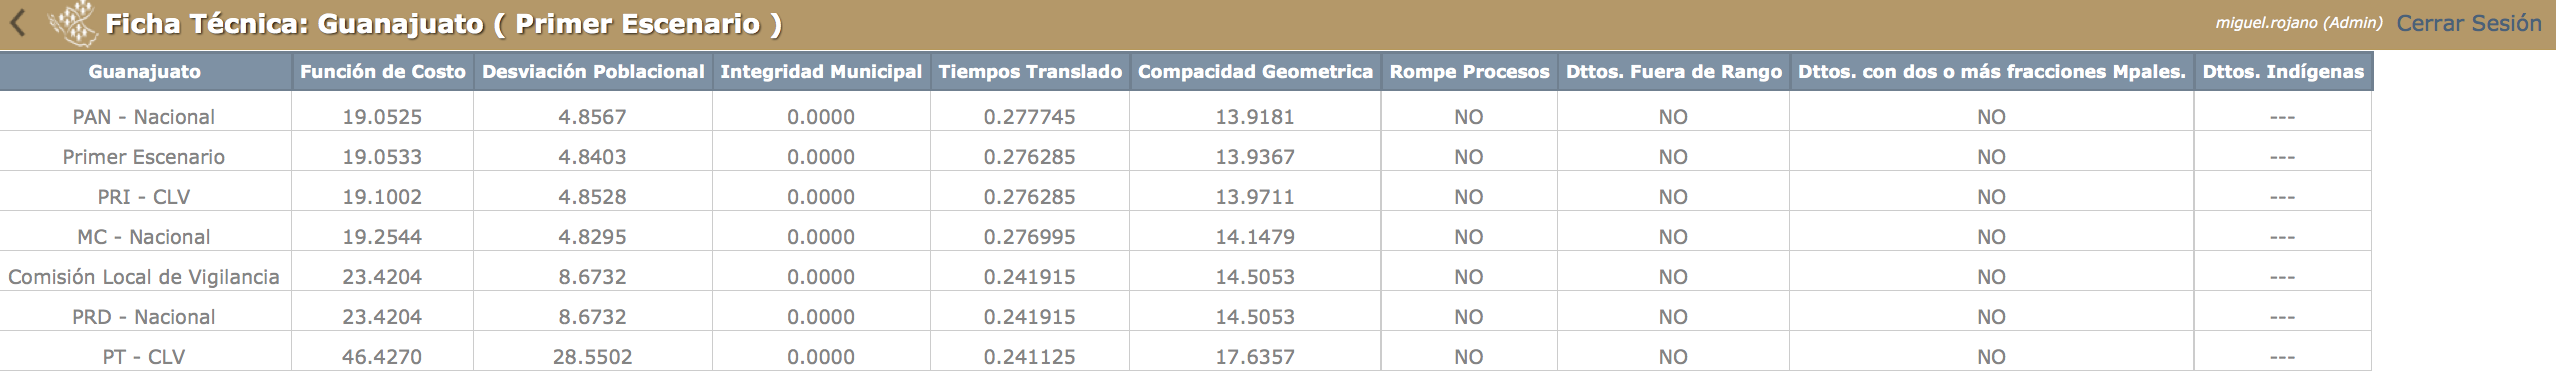 Ficha Técnica: Guanajuato ( Primer Escenario ) miguel.rojano (Admin) Cerrar Sesión
Guanajuato Función de Costo Desviación Poblacional Integridad Municipal Tiempos Translado Compacidad Geometrica Rompe Procesos Dttos. Fuera de Rango Dttos. con dos o más fracciones Mpales. Dttos. Indígenas
PAN - Nacional 19.0525 4.8567 0.0000 0.277745 13.9181 NO NO NO ---
Primer Escenario 19.0533 4.8403 0.0000 0.276285 13.9367 NO NO NO ---
PRI - CLV 19.1002 4.8528 0.0000 0.276285 13.9711 NO NO NO ---
MC - Nacional 19.2544 4.8295 0.0000 0.276995 14.1479 NO NO NO ---
Comisión Local de Vigilancia 23.4204 8.6732 0.0000 0.241915 14.5053 NO NO NO ---
PRD - Nacional 23.4204 8.6732 0.0000 0.241915 14.5053 NO NO NO ---
PT - CLV 46.4270 28.5502 0.0000 0.241125 17.6357 NO NO NO ---